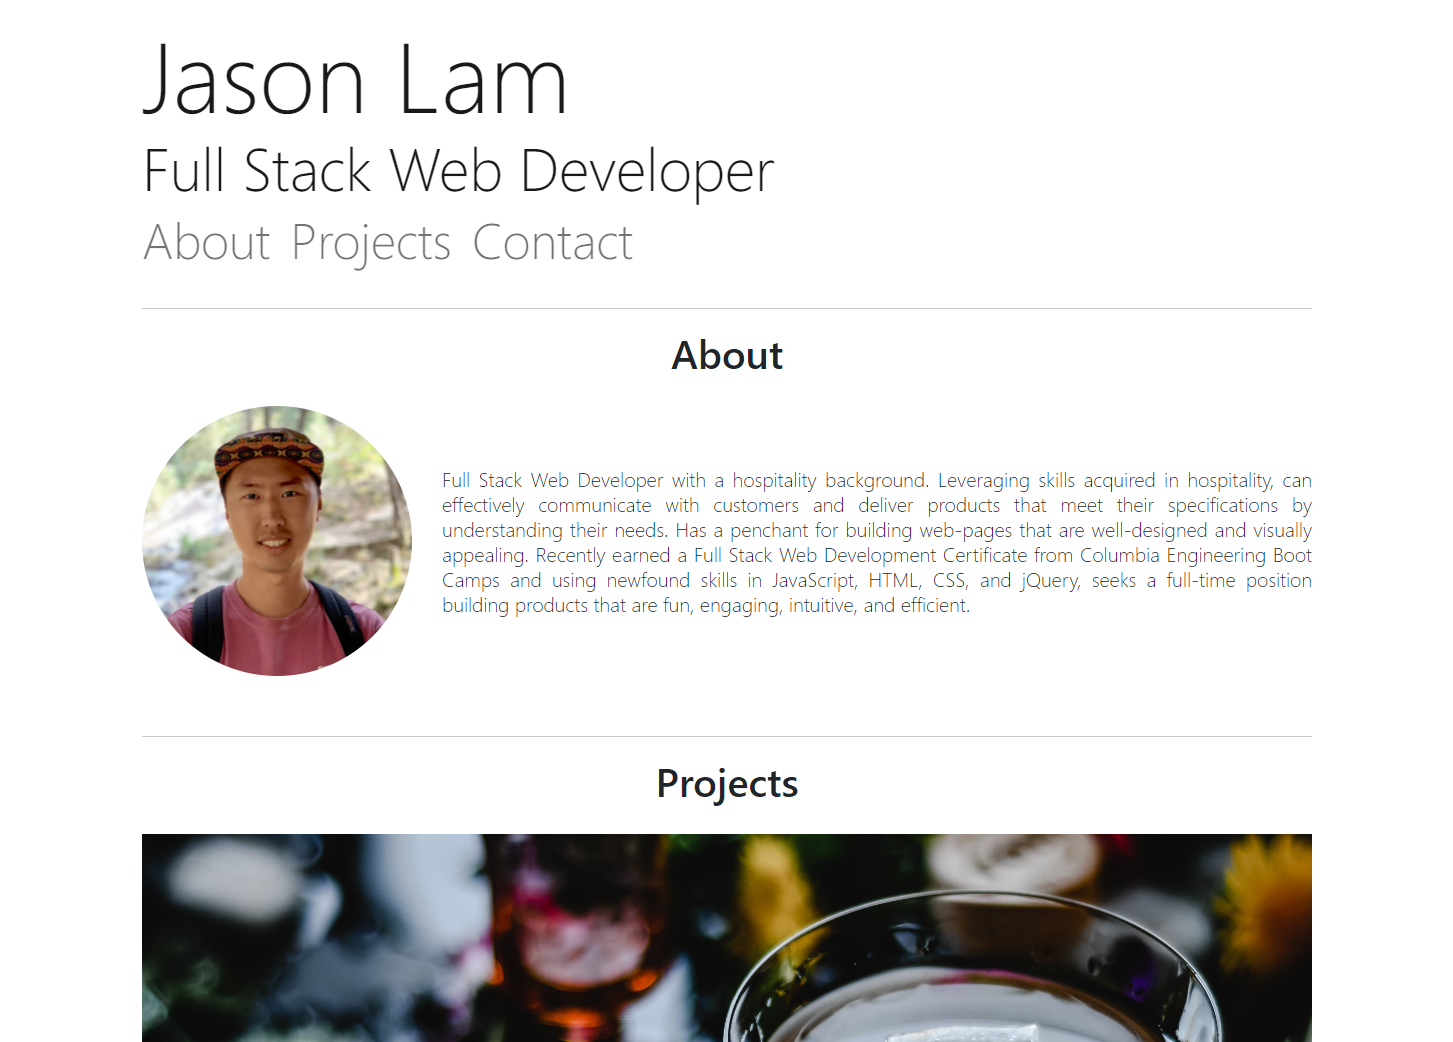 Jason Lam
Full Stack Web Developer
About Projects Contact
About
Full Stack Web Developer with a hospitality background. Leveraging skills acquired in hospitality, can
effectively communicate with customers and deliver products that meet their specifications by
understanding their needs. Has a penchant for building web-pages that are well-designed and visually
appealing. Recently earned a Full Stack Web Development Certificate from Columbia Engineering Boot
Camps and using newfound skills in JavaScript, HTML, CSS, and jQuery, seeks a full-time position
building products that are fun, engaging, intuitive, and efficient.
Projects